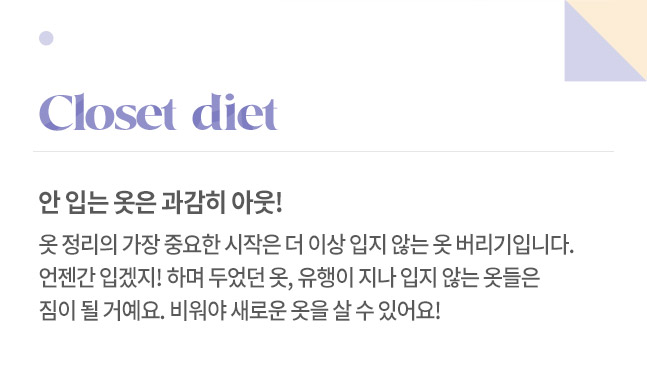 Closet diet
안 입는 옷은 과감히 아웃!
옷 정리의 가장 중요한 시작은 더 이상 입지 않는 옷 버리기입니다.
언젠간 입겠지! 하며 두었던 옷, 유행이 지나 입지 않는 옷들은
짐이 될 거예요. 비워야 새로운 옷을 살 수 있어요!